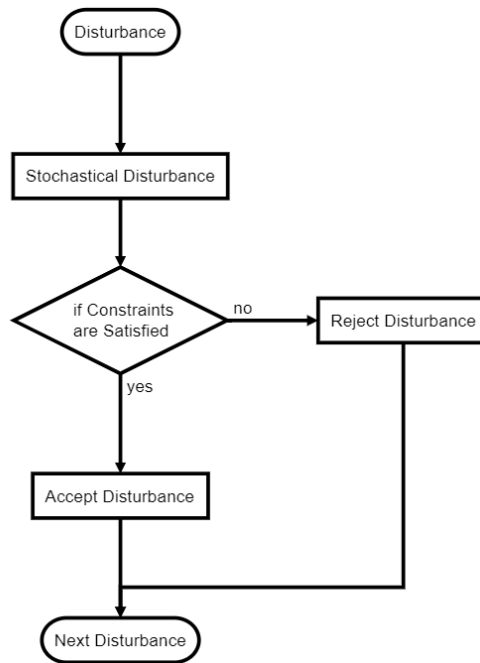 Disturbance
Stochastical Disturbance
if Constraints
are Satisfied
no
Reject Disturbance
yes
Accept Disturbance
Next Disturbance